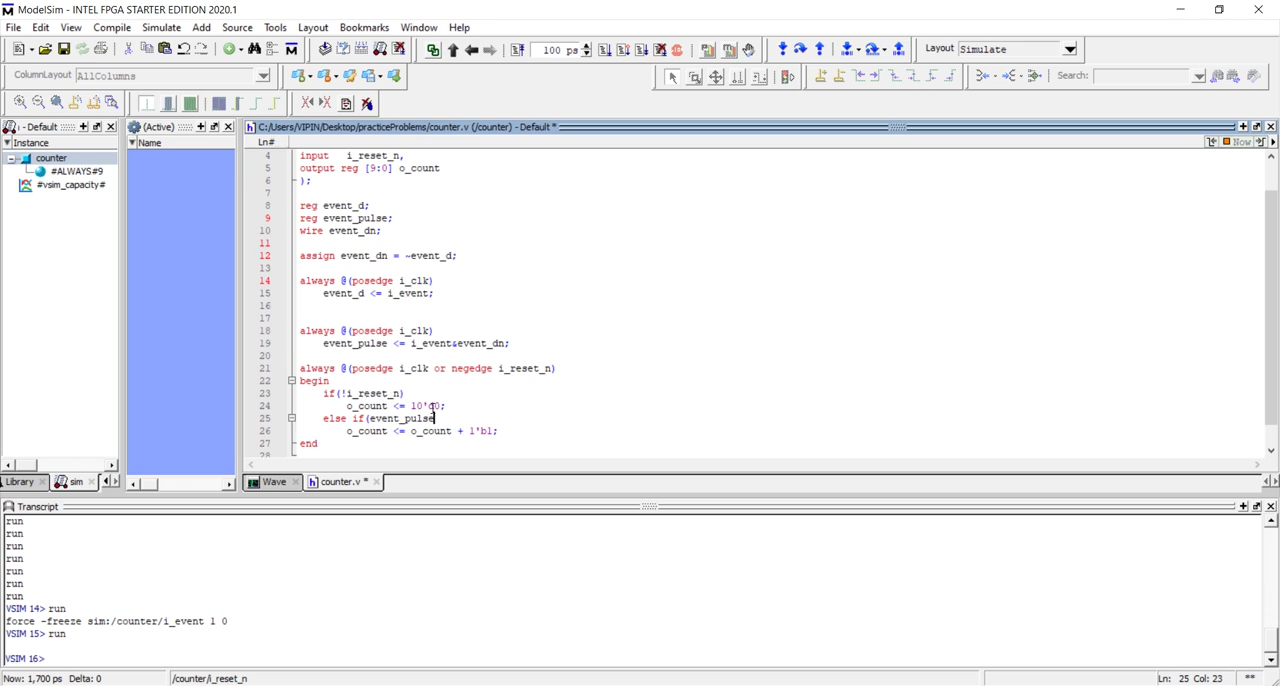 ModelSim - INTEL FPGA STARTER EDITION 2020.1
File Edit View Compile Simulate Add Source Tools Layout Bookmarks Window Help
100 ps
Layout Simulate
ColumnLayout AllColumns
Search:
i - Default
Instance
counter
#ALWAYS#9
#vsim_capacity#
(Active)
Name
C:/Users/VIPIN/Desktop/practiceProblems/counter.v (/counter) - Default *
Ln#
Now
4 input i_reset_n,
5 output reg [9:0] o_count
6 );
7
8 reg event_d;
9 reg event_pulse;
10 wire event_dn;
11
12 assign event_dn = ~event_d;
13
14 always @(posedge i_clk)
15 event_d <= i_event;
16
17
18 always @(posedge i_clk)
19 event_pulse <= i_event&event_dn;
20
21 always @(posedge i_clk or negedge i_reset_n)
22 begin
23 if(!i_reset_n)
24 o_count <= 10'd0;
25 else if(event_pulse
26 o_count <= o_count + 1'b1;
27 end
28
Library
sim
Wave
counter.v *
Transcript
run
run
run
run
run
run
run
VSIM 14> run
force -freeze sim:/counter/i_event 1 0
VSIM 15> run
VSIM 16>
Now: 1,700 ps Delta: 0
/counter/i_reset_n
Ln: 25 Col: 23
**